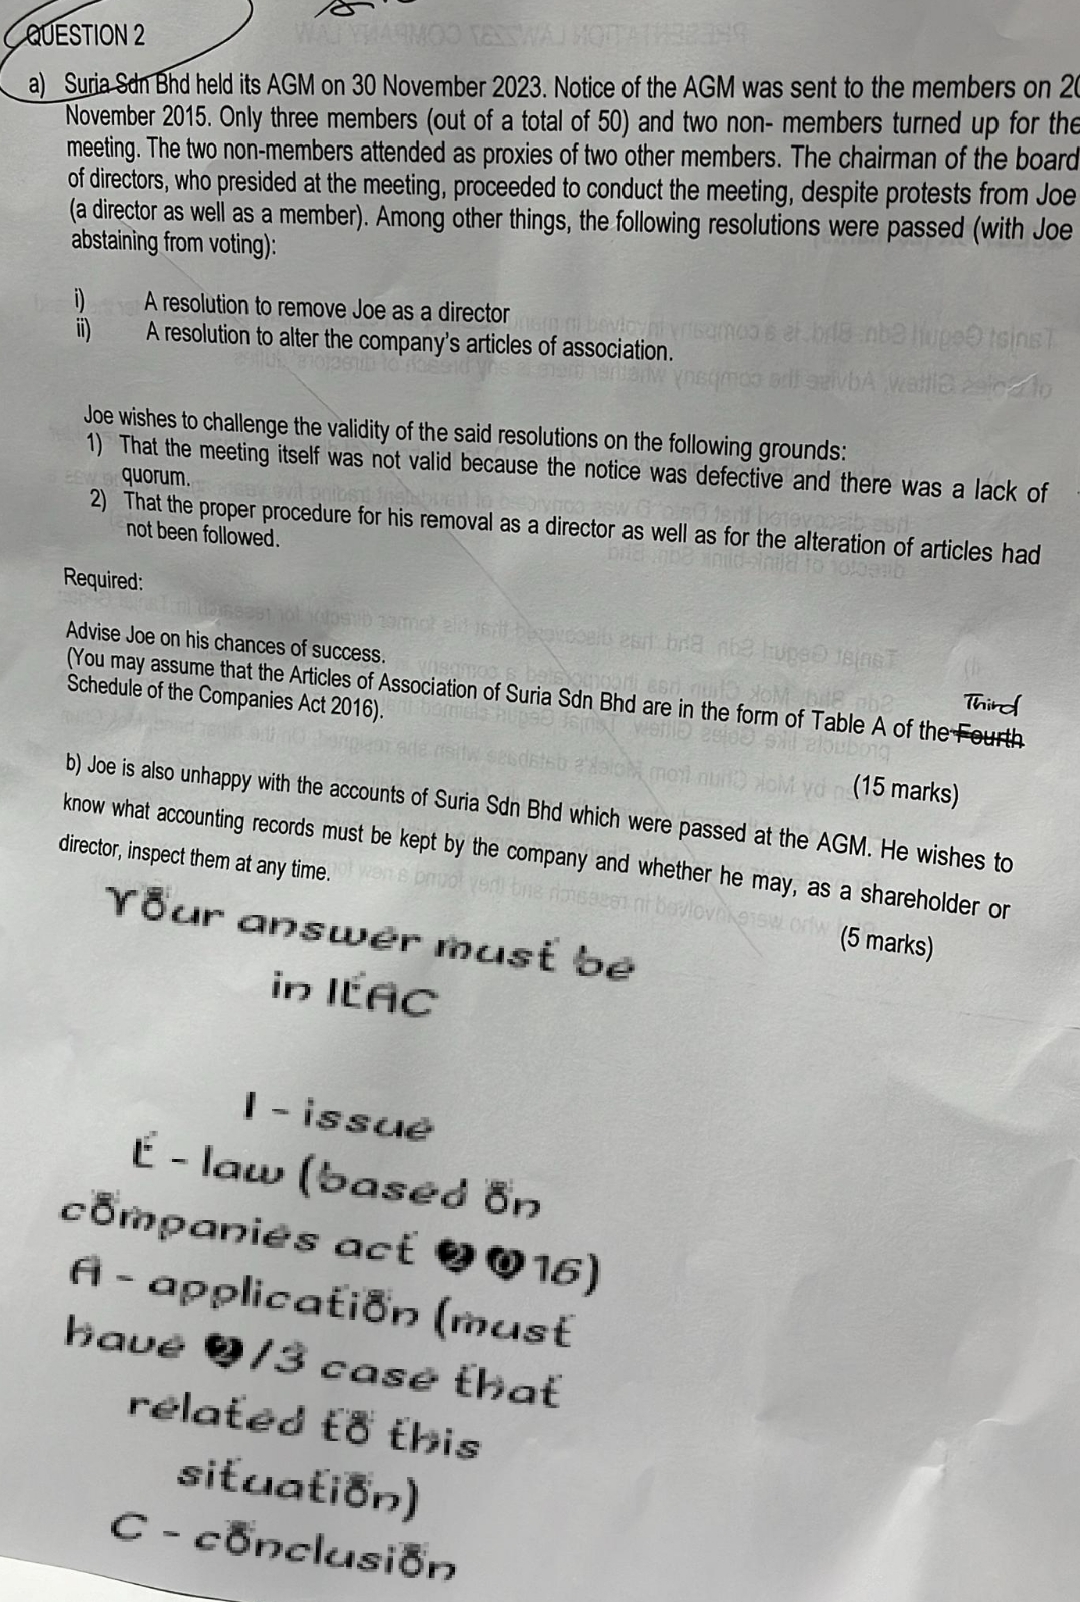 QUESTION 2
a) Suria Sdn Bhd held its AGM on 30 November 2023. Notice of the AGM was sent to the members on 20
November 2015. Only three members (out of a total of 50) and two non- members turned up for the
meeting. The two non-members attended as proxies of two other members. The chairman of the board
of directors, who presided at the meeting, proceeded to conduct the meeting, despite protests from Joe
(a director as well as a member). Among other things, the following resolutions were passed (with Joe
abstaining from voting):
i) A resolution to remove Joe as a director
ii) A resolution to alter the company's articles of association.
Joe wishes to challenge the validity of the said resolutions on the following grounds:
1) That the meeting itself was not valid because the notice was defective and there was a lack of
quorum.
2) That the proper procedure for his removal as a director as well as for the alteration of articles had
not been followed.
Required:
Advise Joe on his chances of success.
(You may assume that the Articles of Association of Suria Sdn Bhd are in the form of Table A of the Fourth
Third
Schedule of the Companies Act 2016).
(15 marks)
b) Joe is also unhappy with the accounts of Suria Sdn Bhd which were passed at the AGM. He wishes to
know what accounting records must be kept by the company and whether he may, as a shareholder or
director, inspect them at any time.
(5 marks)
Your answer must be
in ILAC
I - issue
L - law (based on
companies act 2016)
A - application (must
have 2/3 case that
related to this
situation)
C - conclusion